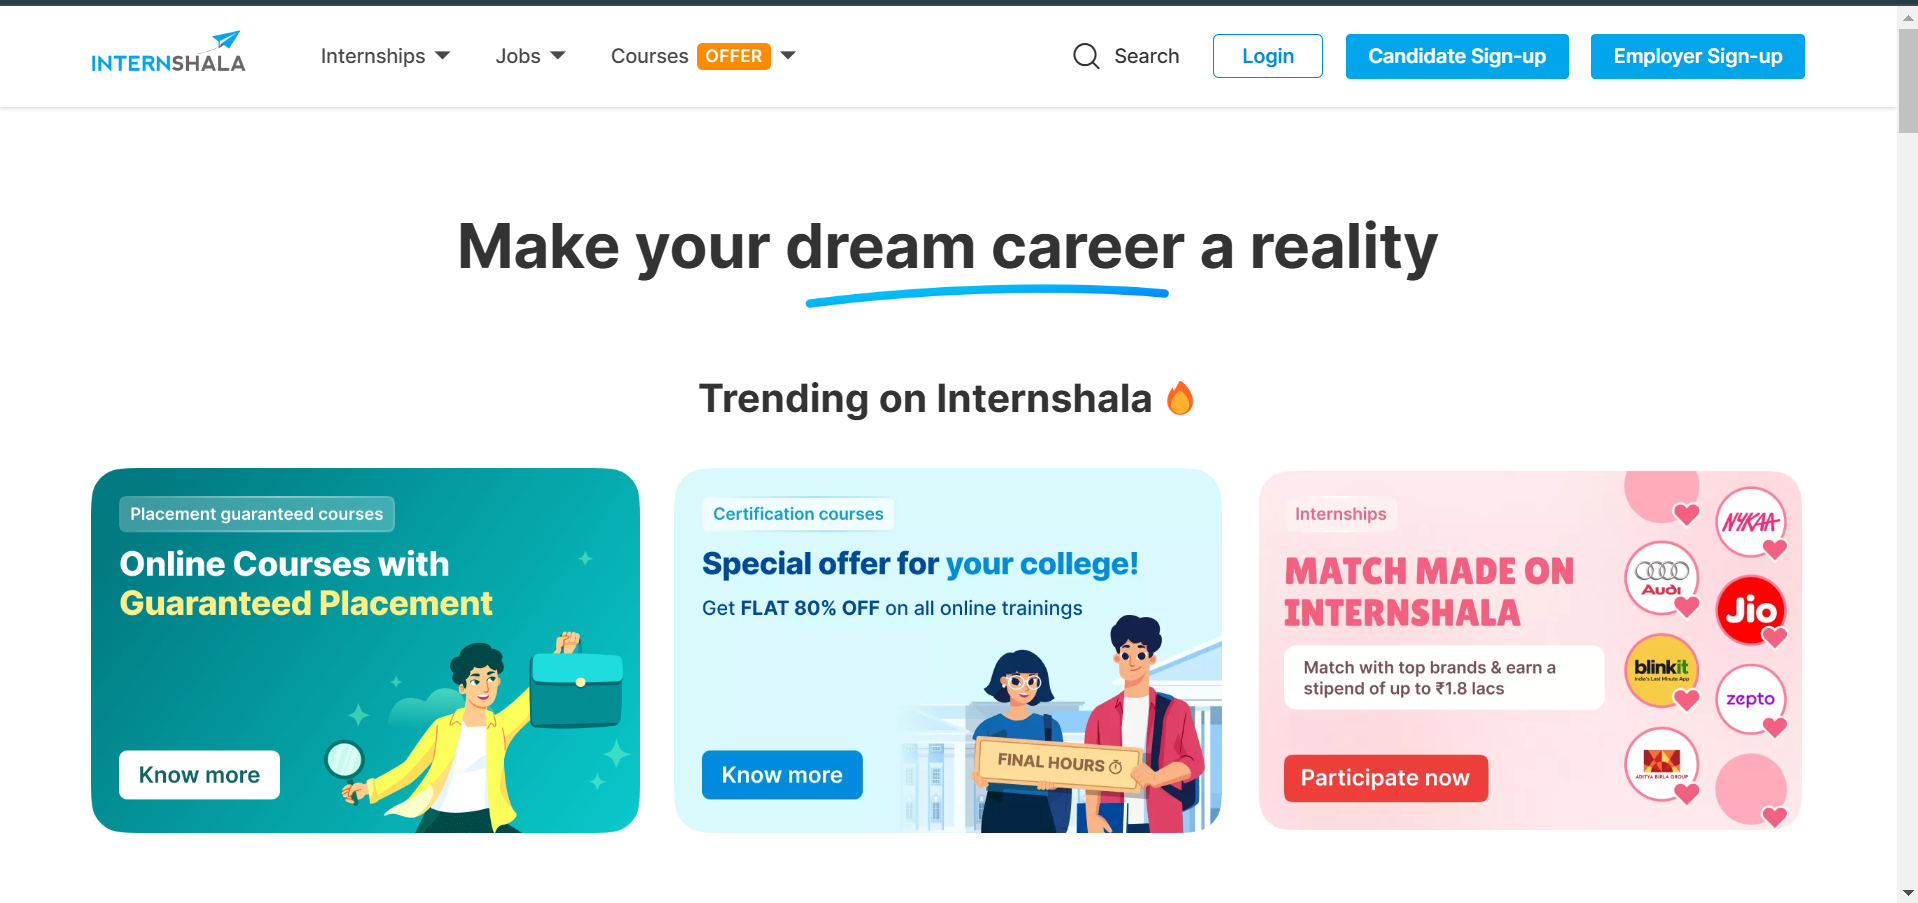 INTERNSHALA
Internships
Jobs
Courses OFFER
Search
Login
Candidate Sign-up
Employer Sign-up
Make your dream career a reality
Trending on Internshala
Placement guaranteed courses
Online Courses with
Guaranteed Placement
Know more
Certification courses
Special offer for your college!
Get FLAT 80% OFF on all online trainings
FINAL HOURS
Know more
Internships
MATCH MADE ON
INTERNSHALA
Match with top brands & earn a
stipend of up to ₹1.8 lacs
Participate now
NYKAA
Audi
Jio
blinkit
India's Last Minute App
zepto
ADITYA BIRLA GROUP